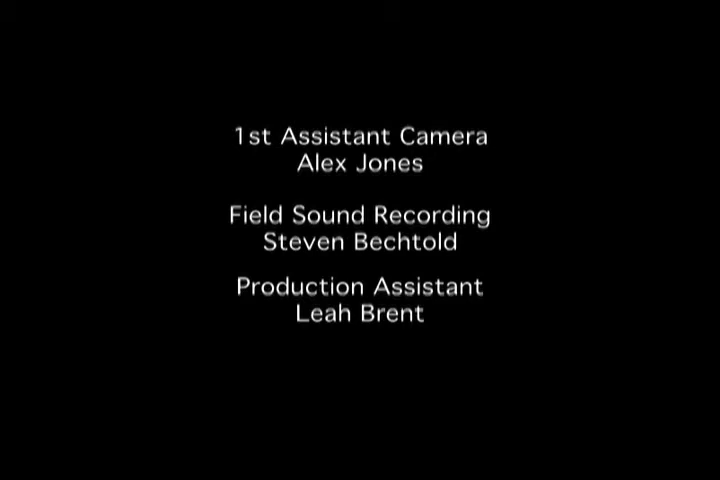 1st Assistant Camera
Alex Jones
Field Sound Recording
Steven Bechtold
Production Assistant
Leah Brent